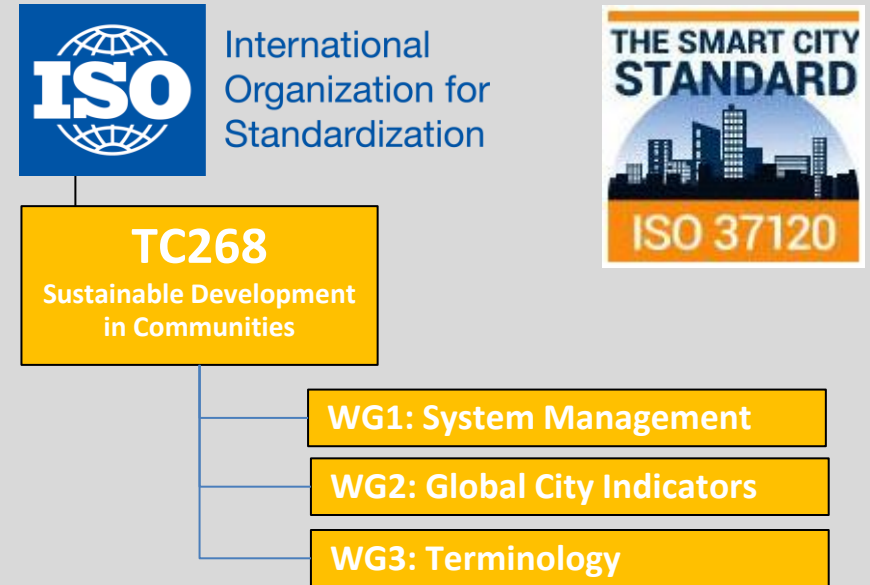 ISO
International
Organization for
Standardization
THE SMART CITY
STANDARD
ISO 37120
TC268
Sustainable Development
in Communities
WG1: System Management
WG2: Global City Indicators
WG3: Terminology